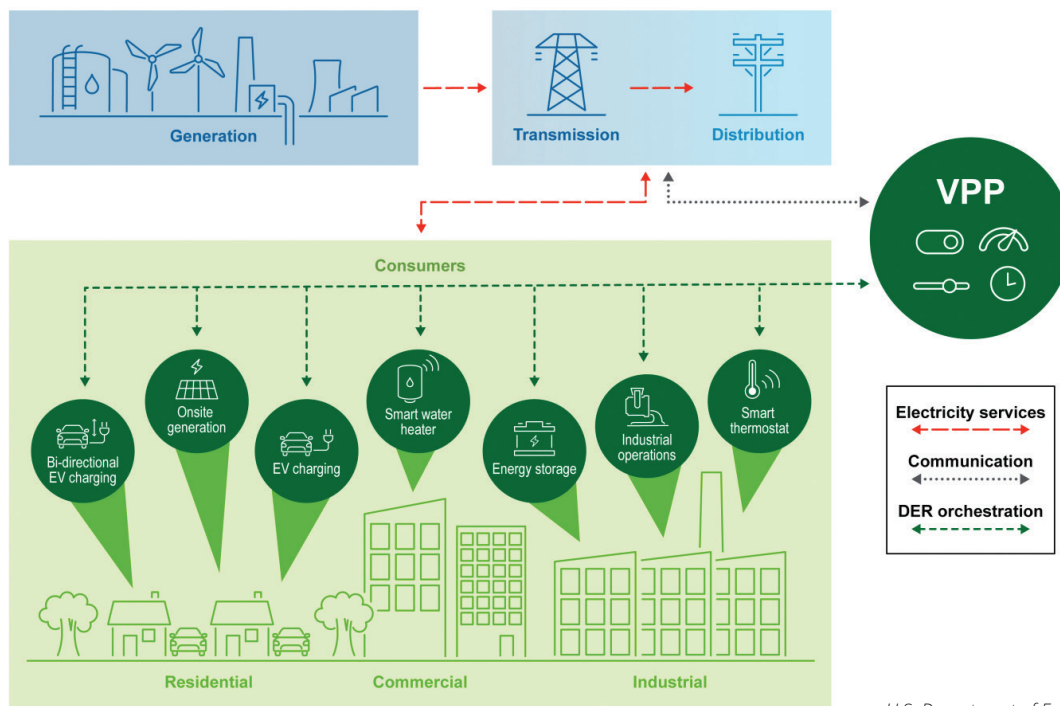 Generation
Transmission
Distribution
VPP
Consumers
Bi-directional
EV charging
Onsite
generation
EV charging
Smart water
heater
Energy storage
Industrial
operations
Smart
thermostat
Residential
Commercial
Industrial
Electricity services
Communication
DER orchestration